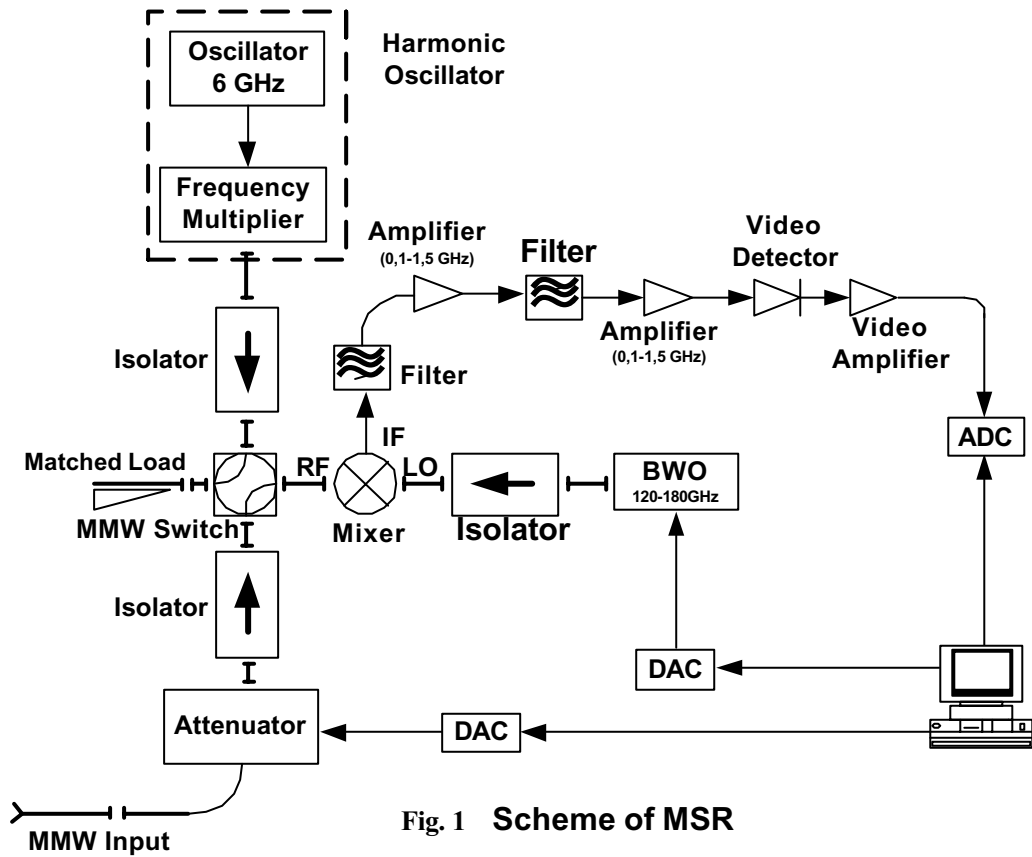 Oscillator
6 GHz
Harmonic
Oscillator
Frequency
Multiplier
Amplifier
(0,1-1,5 GHz)
Filter
Video
Detector
Isolator
Filter
Amplifier
(0,1-1,5 GHz)
Video
Amplifier
IF
ADC
Matched Load
RF
LO
BWO
120-180GHz
MMW Switch
Mixer
Isolator
Isolator
DAC
Attenuator
DAC
Fig. 1 Scheme of MSR
MMW Input